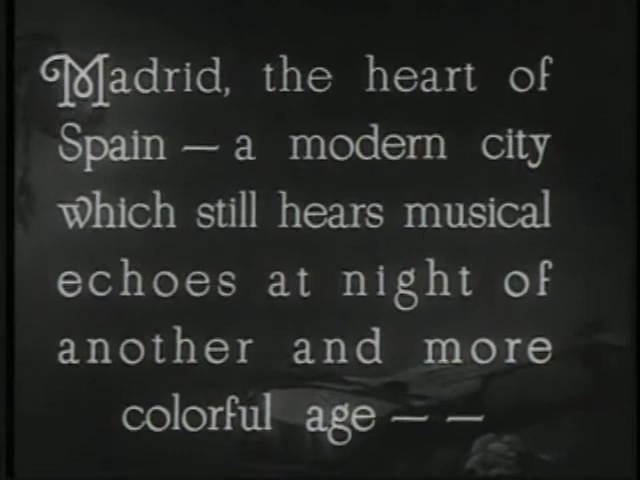 Madrid, the heart of
Spain — a modern city
which still hears musical
echoes at night of
another and more
colorful age — —